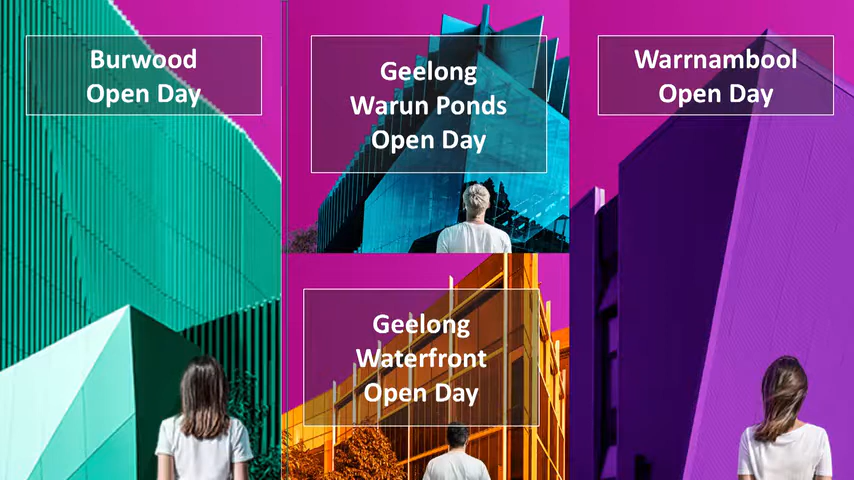 Burwood
Open Day
Geelong
Warun Ponds
Open Day
Warrnambool
Open Day
Geelong
Waterfront
Open Day